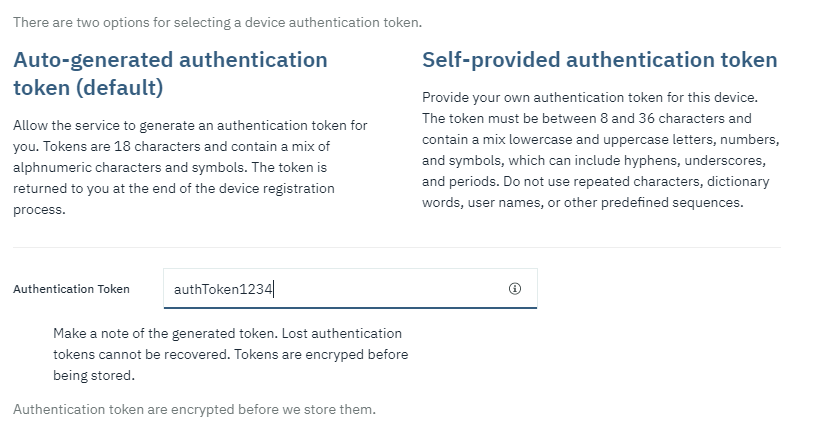 There are two options for selecting a device authentication token.
Auto-generated authentication
token (default)
Allow the service to generate an authentication token for
you. Tokens are 18 characters and contain a mix of
alphnumeric characters and symbols. The token is
returned to you at the end of the device registration
process.
Self-provided authentication token
Provide your own authentication token for this device.
The token must be between 8 and 36 characters and
contain a mix lowercase and uppercase letters, numbers,
and symbols, which can include hyphens, underscores,
and periods. Do not use repeated characters, dictionary
words, user names, or other predefined sequences.
Authentication Token
authToken1234
Make a note of the generated token. Lost authentication
tokens cannot be recovered. Tokens are encryped before
being stored.
Authentication token are encrypted before we store them.